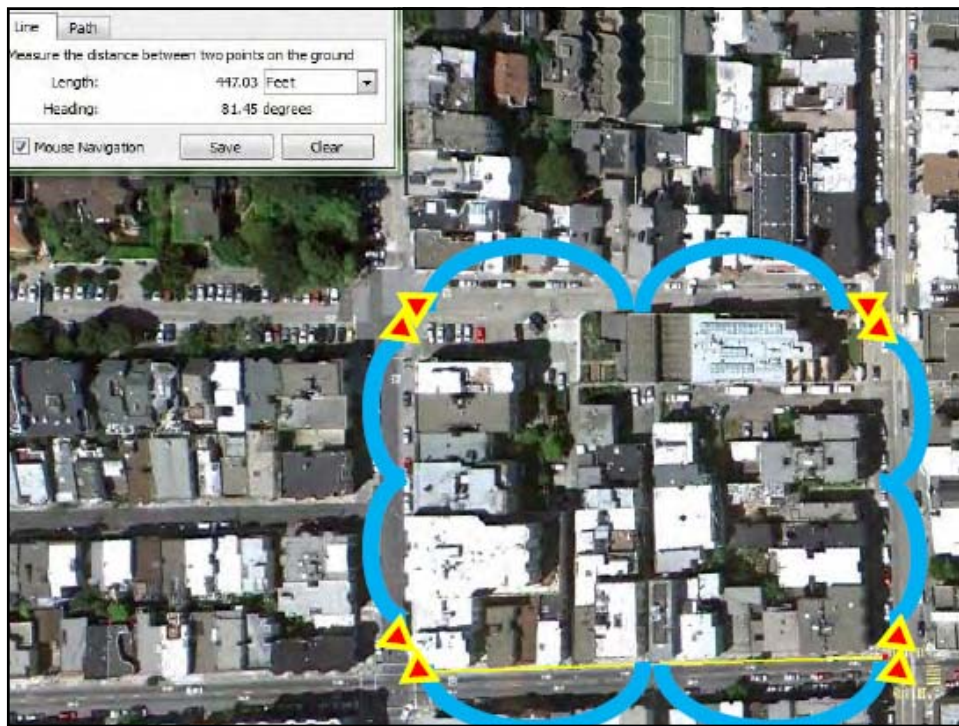 Line Path
Measure the distance between two points on the ground
Length: 447.03 Feet
Heading: 81.45 degrees
Mouse Navigation Save Clear